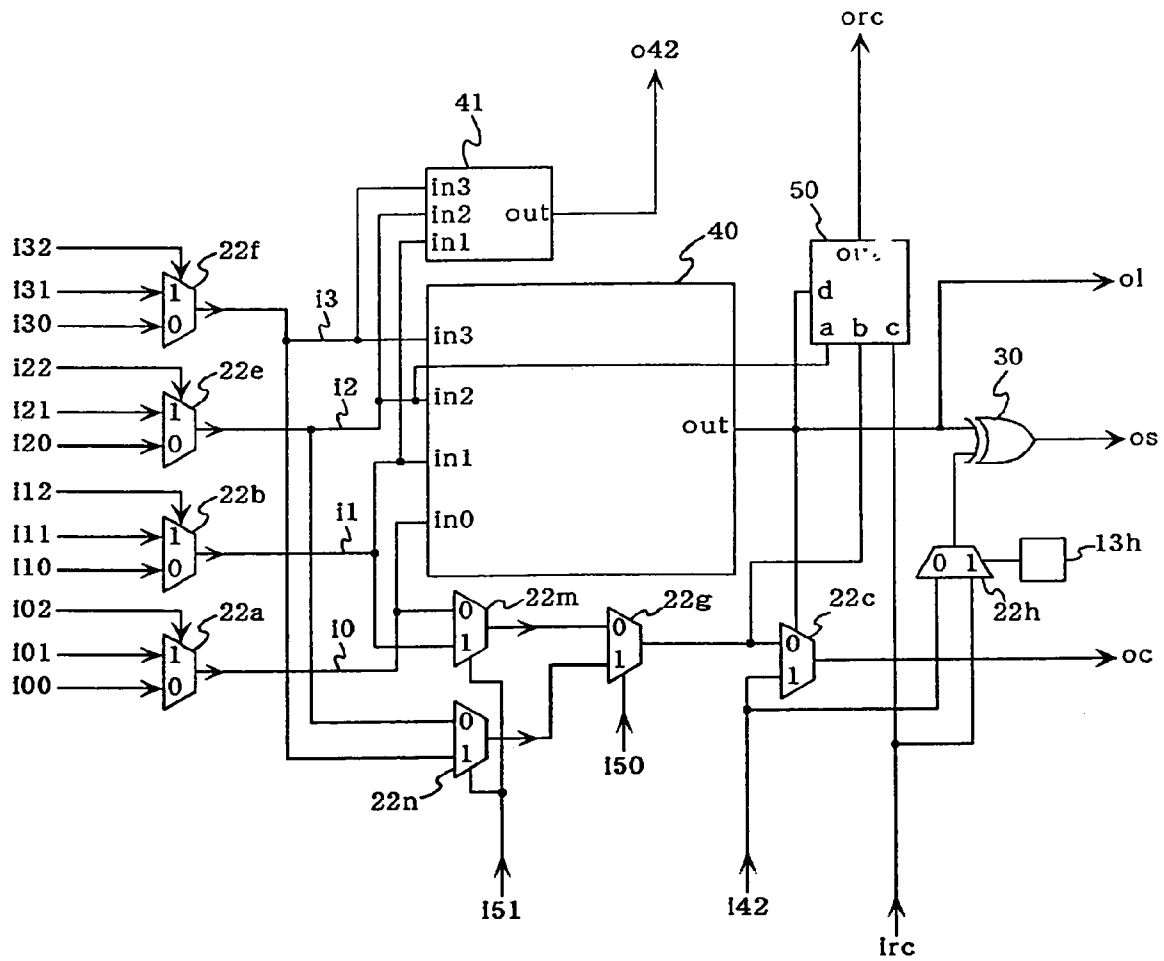 orc
o42
41
in3
in2
in1
out
50
d
a b c
40
i32
i31
i30
22f
1
0
i3
in3
ol
i22
i21
i20
22e
1
0
i2
in2
out
30
os
i12
i11
i10
22b
1
0
i1
in1
in0
0 1
13h
22h
i02
i01
i00
22a
1
0
i0
0
1
22m
0
1
22g
0
1
22c
oc
0
1
22n
i50
i51
i42
irc